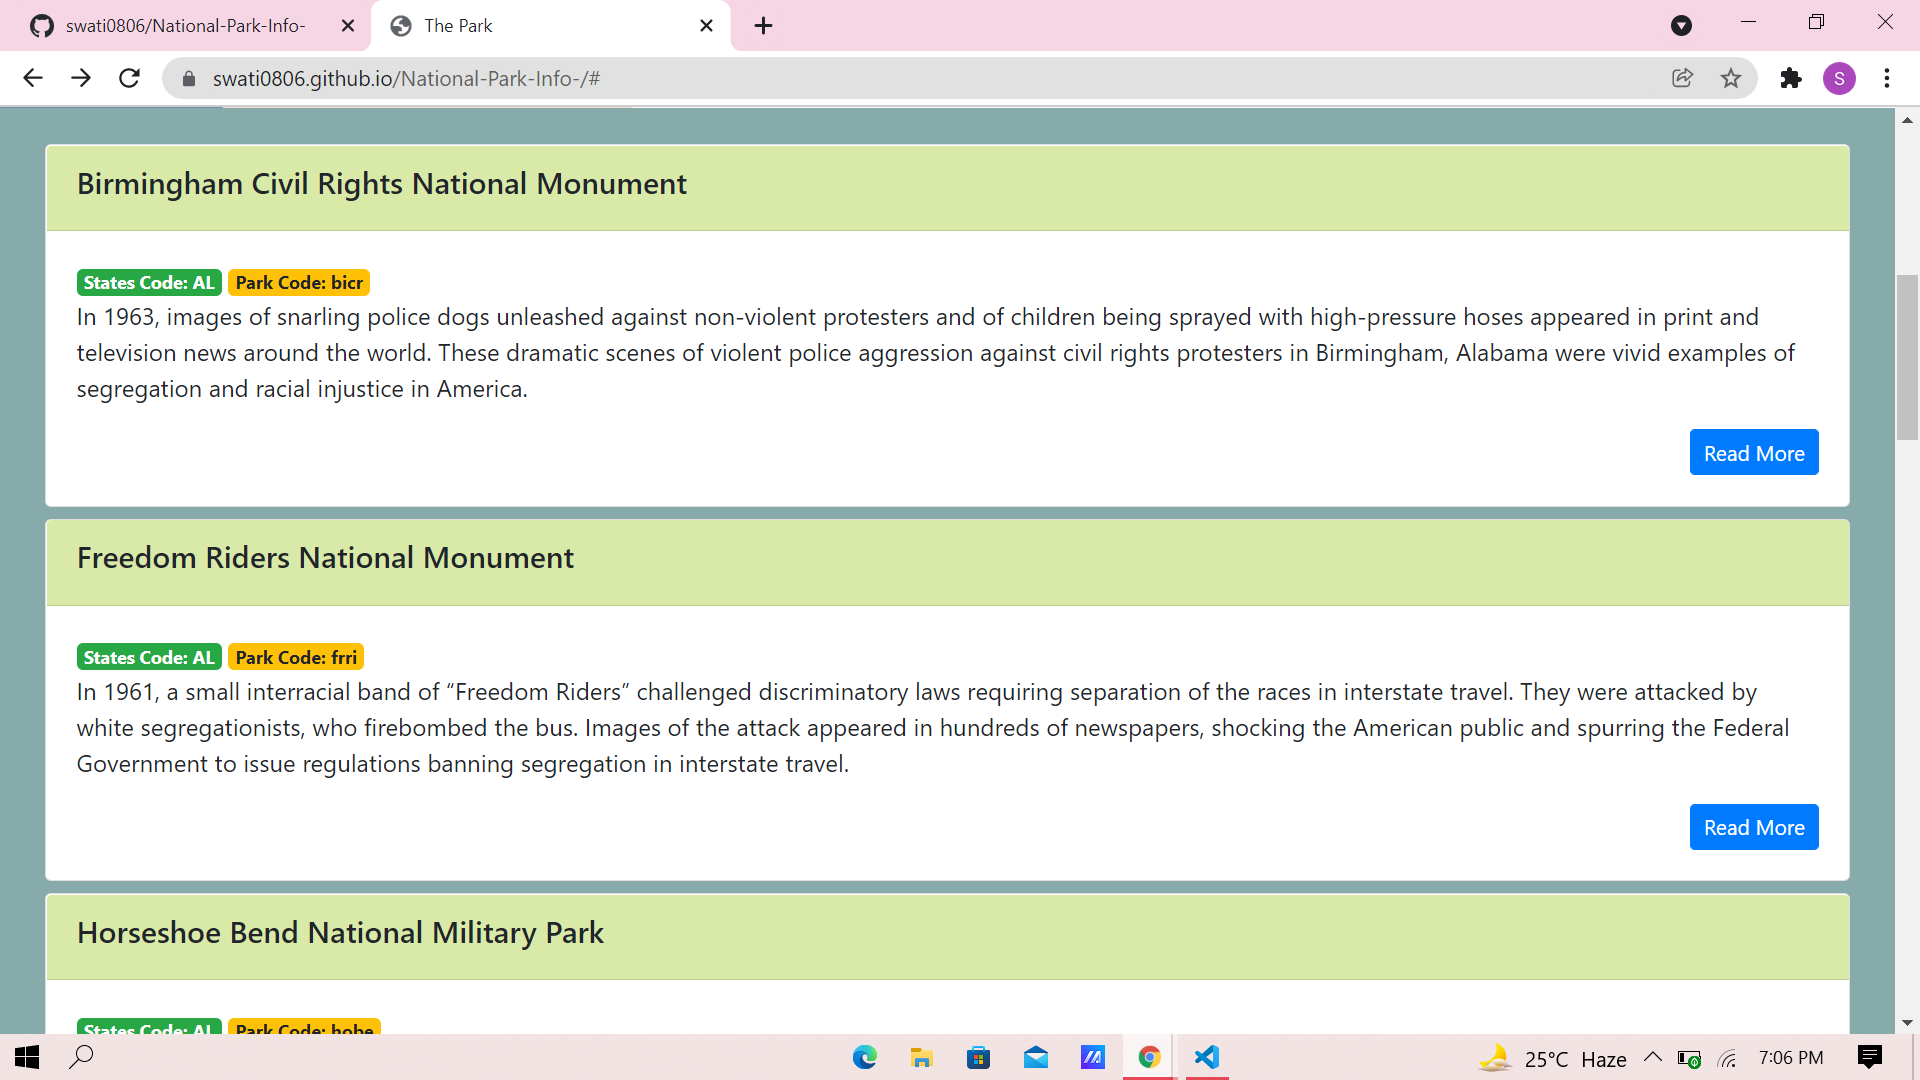 swati0806/National-Park-Info-
The Park
swati0806.github.io/National-Park-Info-/#
S
Birmingham Civil Rights National Monument
States Code: AL Park Code: bicr
In 1963, images of snarling police dogs unleashed against non-violent protesters and of children being sprayed with high-pressure hoses appeared in print and
television news around the world. These dramatic scenes of violent police aggression against civil rights protesters in Birmingham, Alabama were vivid examples of
segregation and racial injustice in America.
Read More
Freedom Riders National Monument
States Code: AL Park Code: frri
In 1961, a small interracial band of “Freedom Riders” challenged discriminatory laws requiring separation of the races in interstate travel. They were attacked by
white segregationists, who firebombed the bus. Images of the attack appeared in hundreds of newspapers, shocking the American public and spurring the Federal
Government to issue regulations banning segregation in interstate travel.
Read More
Horseshoe Bend National Military Park
States Code: AL Park Code: hobe
25°C Haze
7:06 PM